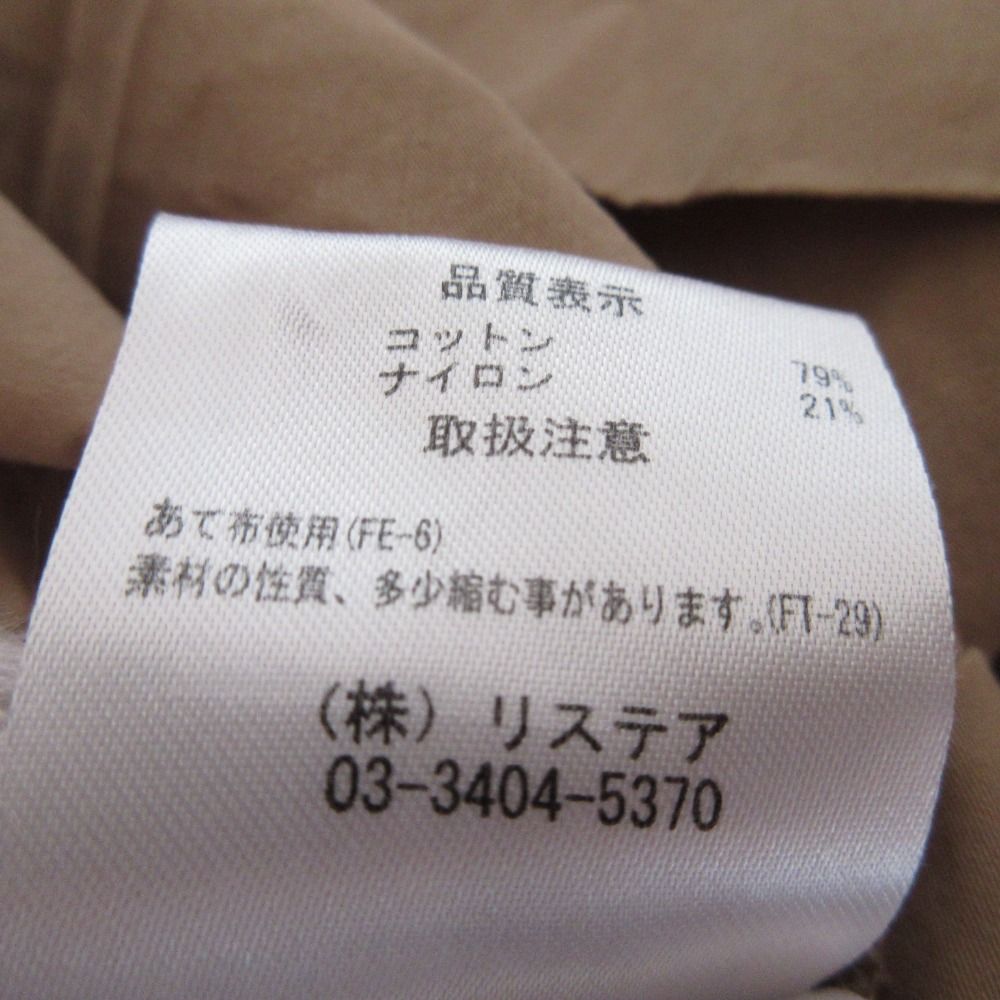 品質表示
コットン 79%
ナイロン 21%
取扱注意
あて布使用(FE-6)
素材の性質、多少縮む事があります。(FT-29)
(株) リステア
03-3404-5370